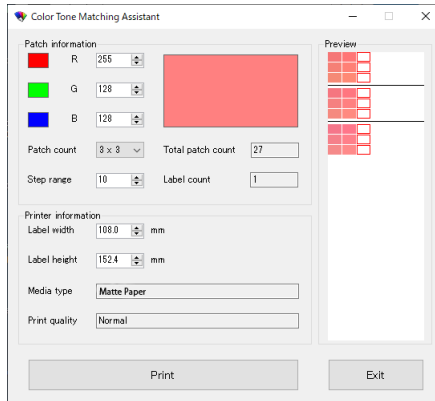 Color Tone Matching Assistant
Patch information
R 255
G 128
B 128
Patch count 3 x 3 Total patch count 27
Step range 10 Label count 1
Printer information
Label width 108.0 mm
Label height 152.4 mm
Media type Matte Paper
Print quality Normal
Preview
Print Exit